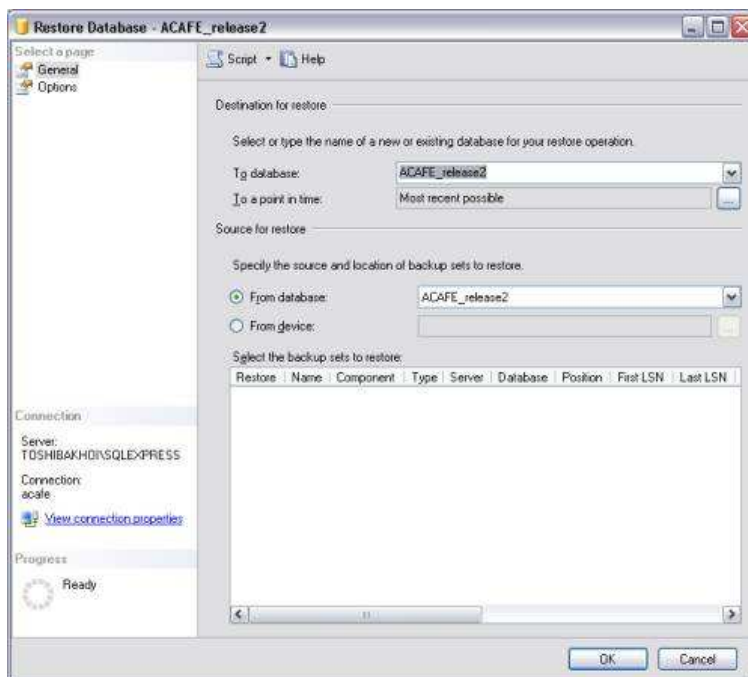 Restore Database - ACAFE_release2
Select a page
General
Options
Script
Help
Destination for restore
Select or type the name of a new or existing database for your restore operation.
To database:
ACAFE_release2
To a point in time:
Most recent possible
...
Source for restore
Specify the source and location of backup sets to restore.
From database:
ACAFE_release2
From device:
...
Select the backup sets to restore:
Restore Name Component Type Server Database Position First LSN Last LSN
Connection
Server:
TOSHIBAKHOI\SQLEXPRESS
Connection:
acafe
View connection properties
Progress
Ready
OK
Cancel